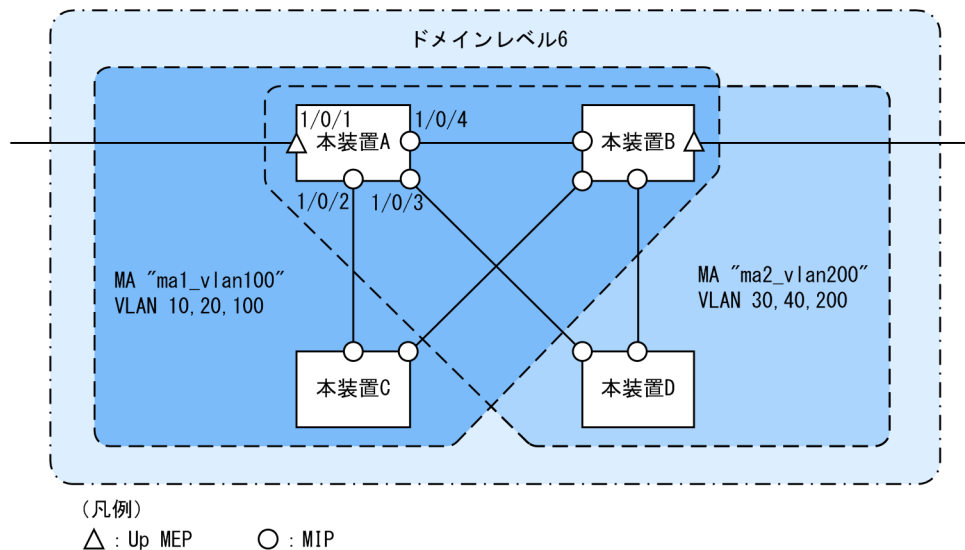 ドメインレベル6
1/0/1
1/0/4
本装置A
本装置B
1/0/2
1/0/3
MA "ma1_vlan100"
VLAN 10,20,100
MA "ma2_vlan200"
VLAN 30,40,200
本装置C
本装置D
(凡例)
△ : Up MEP ○ : MIP